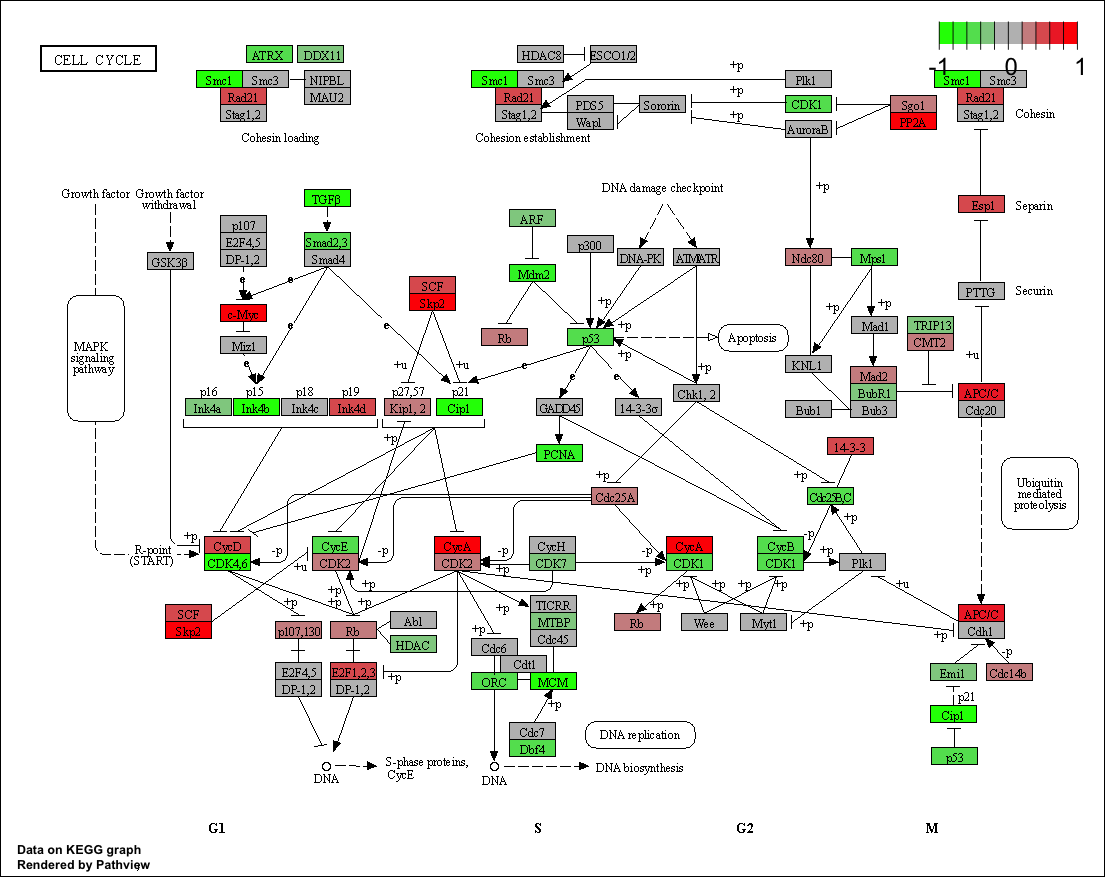 CELL CYCLE
-1 0 1
ATRX DDX11
Smc1 Smc3 NIPBL
Rad21 MAU2
Stag1,2
Cohesin loading
HDAC8 ESCO1/2
Smc1 Smc3
Rad21
Stag1,2
PDS5
Wapl
Sororin
Cohesion establishment
+p
Plk1
+p
CDK1
+p
AuroraB
Sgo1
PP2A
Smc1 Smc3
Rad21
Stag1,2
Cohesin
Growth factor
Growth factor
withdrawal
GSK3β
p107
E2F4,5
DP-1,2
TGFβ
Smad2,3
Smad4
e
e
e
c-Myc
Miz1
e
e
SCF
Skp2
+u
+u
DNA damage checkpoint
ARF
p300
DNA-PK
ATM/ATR
Mdm2
Rb
p53
+p
+p
+p
Apoptosis
e
e
e
+p
+p
Ndc80
Mps1
Esp1
Separin
PTTG
Securin
+p
+p
Mad1
TRIP13
CMT2
KNL1
Mad2
BubR1
Bub1
Bub3
+u
APC/C
Cdc20
MAPK
signaling
pathway
p16 p15 p18 p19
Ink4a Ink4b Ink4c Ink4d
p27,57 p21
Kip1, 2 Cip1
GADD45
14-3-3σ
Chk1, 2
+p
PCNA
14-3-3
+p
+p
Cdc25A
Cdc25B,C
Ubiquitin
mediated
proteolysis
R-point
(START)
+p
CycD
CDK4,6
-p
+u
CycE
CDK2
-p
CycA
CDK2
-p
CycH
CDK7
-p
CycA
CDK1
CycB
CDK1
-p
+p
+p
Plk1
+u
+p
+p
+p
+p
+p
+p
+p
+p
+p
+p
+p
SCF
Skp2
p107,130
Rb
Abl
HDAC
TICRR
MTBP
Cdc45
Rb
Wee
Myt1
+p
+p
APC/C
Cdh1
E2F4,5
DP-1,2
E2F1,2,3
DP-1,2
+p
Cdc6
Cdt1
ORC
MCM
+p
Cdc7
Dbf4
-p
Emi1
Cdc14b
p21
Cip1
p53
DNA replication
DNA
S-phase proteins,
CycE
DNA
DNA biosynthesis
G1 S G2 M
Data on KEGG graph
Rendered by Pathview